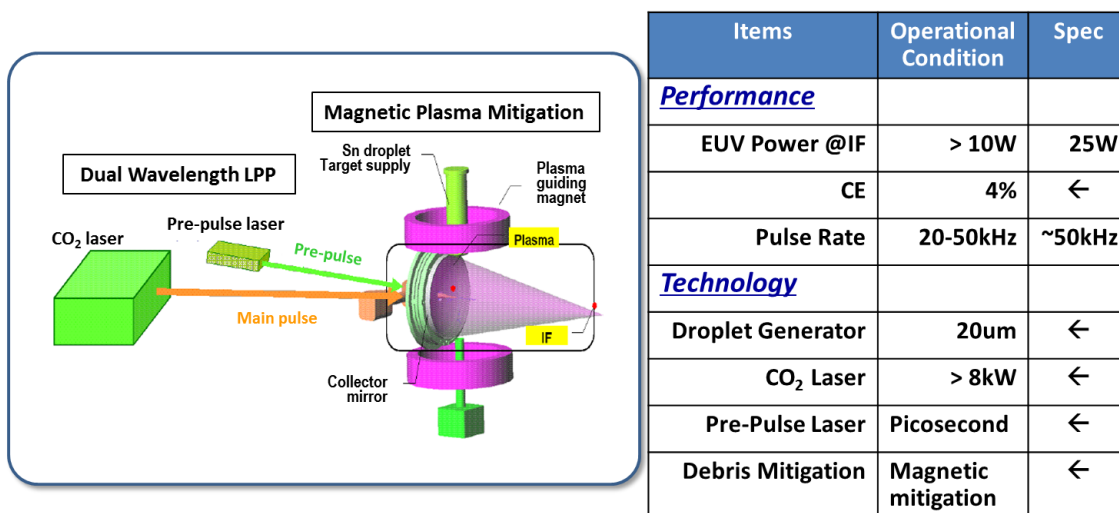 Magnetic Plasma Mitigation
Sn droplet
Target supply
Plasma
guiding
magnet
Dual Wavelength LPP
Pre-pulse laser
CO₂ laser
Plasma
Pre-pulse
Main pulse
IF
Collector
mirror
Items Operational Condition Spec
Performance
EUV Power @IF > 10W 25W
CE 4% ←
Pulse Rate 20-50kHz ~50kHz
Technology
Droplet Generator 20um ←
CO₂ Laser > 8kW ←
Pre-Pulse Laser Picosecond ←
Debris Mitigation Magnetic mitigation ←